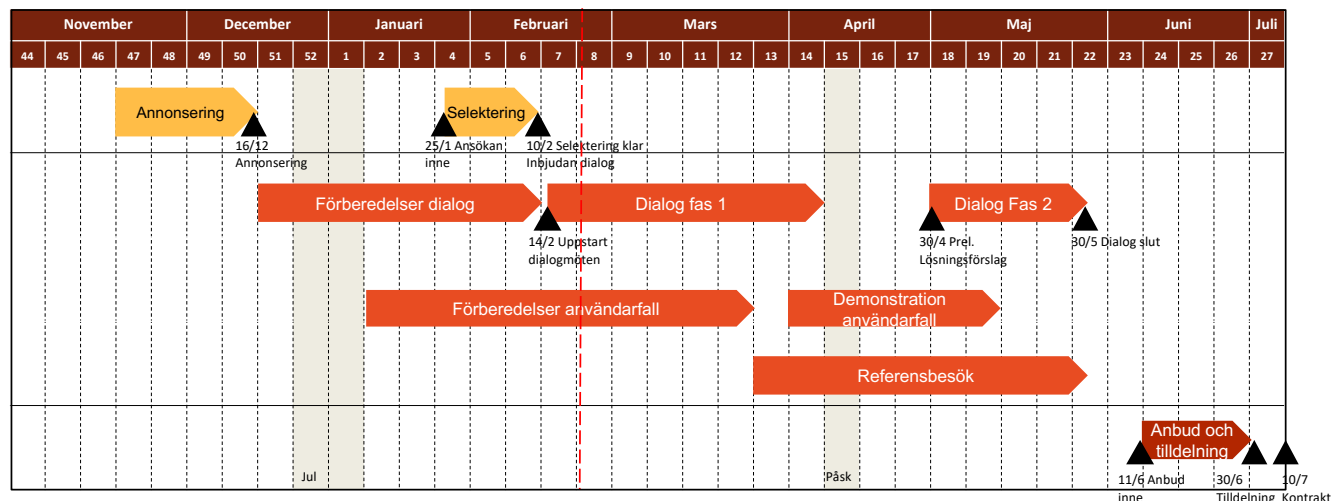 November December Januari Februari Mars April Maj Juni Juli
44 45 46 47 48 49 50 51 52 1 2 3 4 5 6 7 8 9 10 11 12 13 14 15 16 17 18 19 20 21 22 23 24 25 26 27
Annonsering
Selektering
16/12
Annonsering
25/1 Ansökan
inne
10/2 Selektering klar
Inbjudan dialog
Förberedelser dialog
Dialog fas 1
Dialog Fas 2
14/2 Uppstart
dialogmöten
30/4 Prel.
Lösningsförslag
30/5 Dialog slut
Förberedelser användarfall
Demonstration
användarfall
Referensbesök
Anbud och
tilldelning
Jul
Påsk
11/6 Anbud
inne
30/6
Tilldelning
10/7
Kontrakt